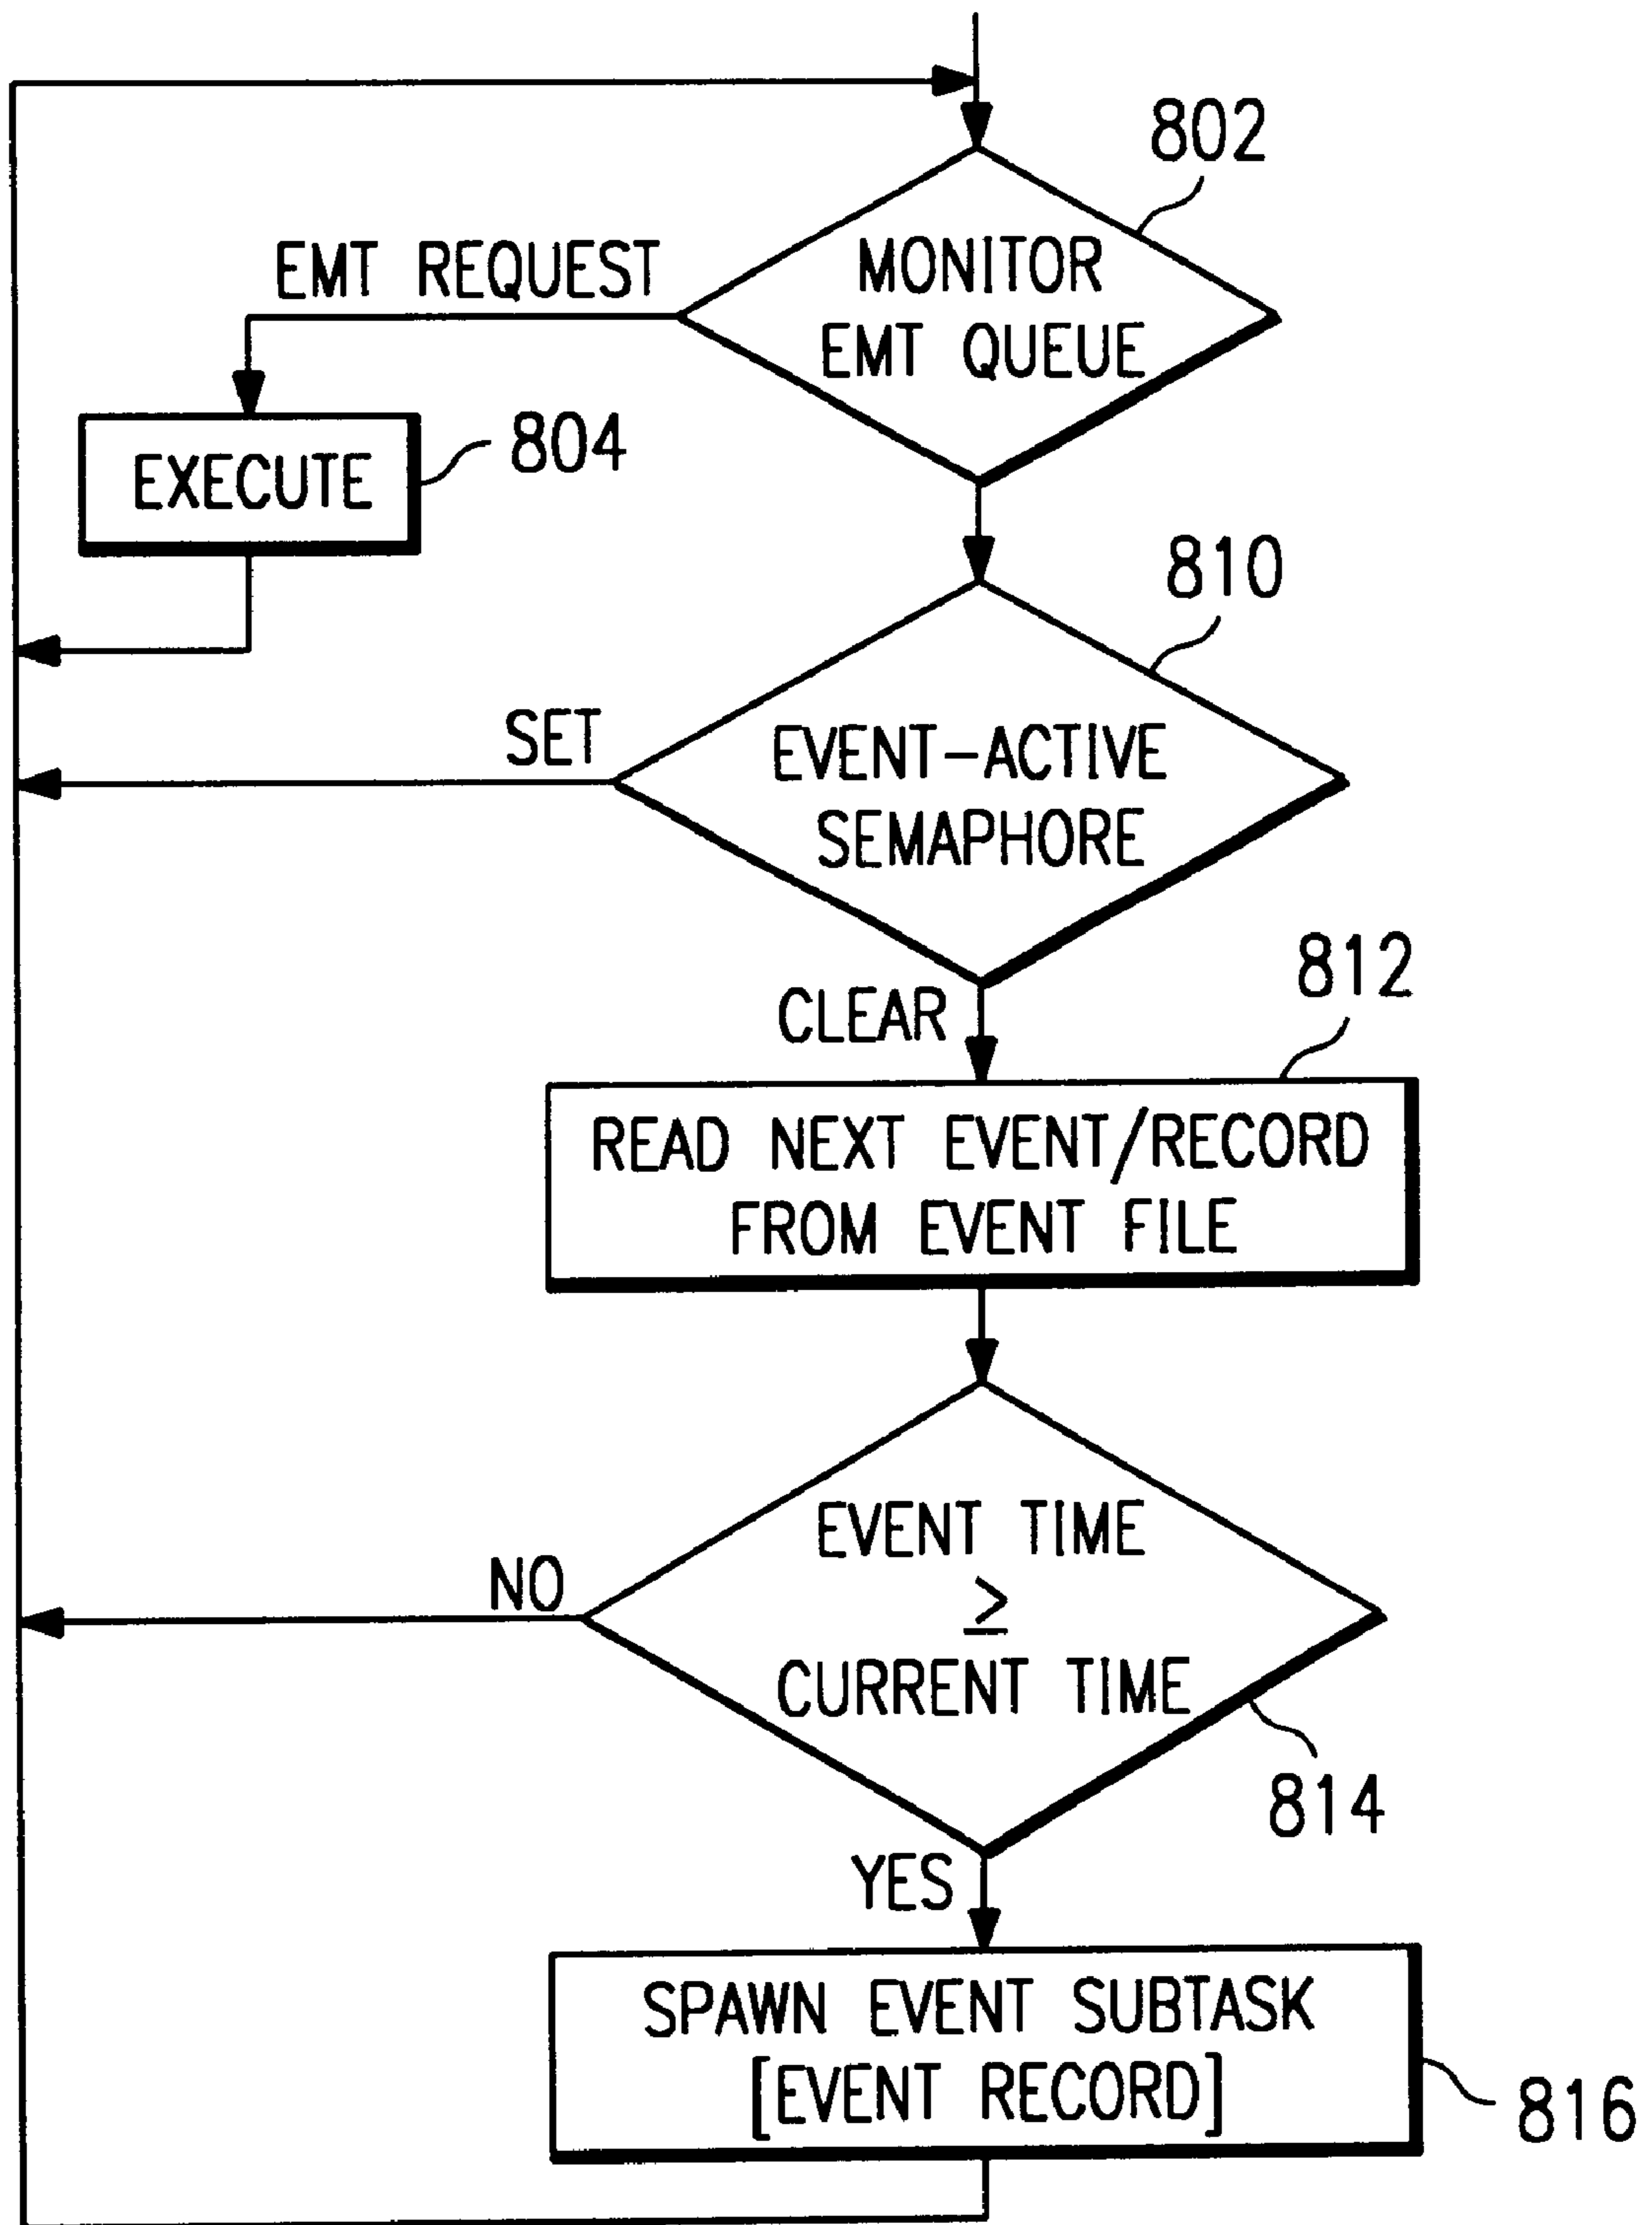 802
EMT REQUEST
MONITOR
EMT QUEUE
804
EXECUTE
810
SET
EVENT-ACTIVE
SEMAPHORE
CLEAR
812
READ NEXT EVENT/RECORD
FROM EVENT FILE
EVENT TIME
≥
CURRENT TIME
NO
814
YES
SPAWN EVENT SUBTASK
[EVENT RECORD]
816